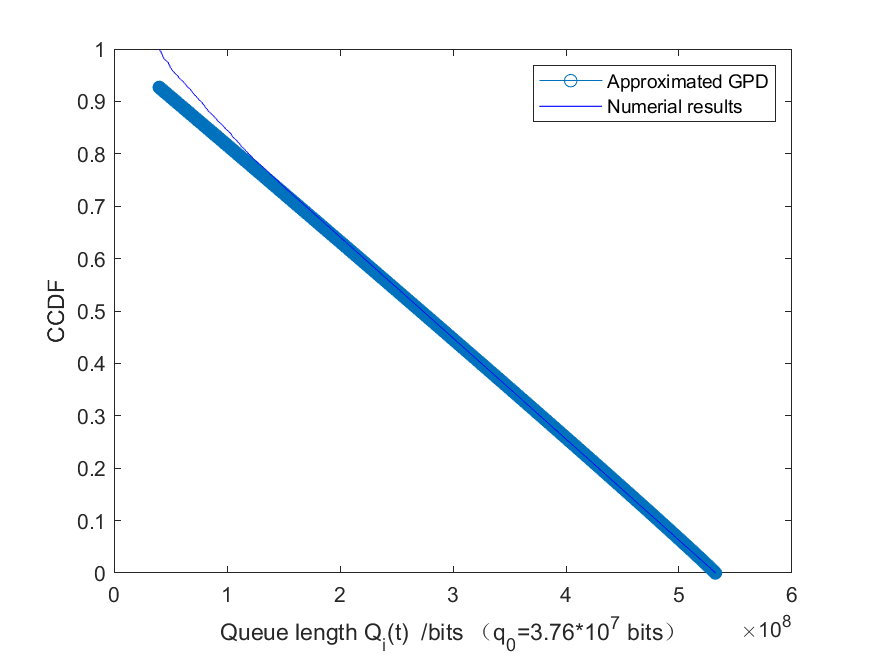 Approximated GPD
Numerial results
1
0.9
0.8
0.7
0.6
0.5
0.4
0.3
0.2
0.1
0
CCDF
0 1 2 3 4 5 6
×10^8
Queue length Q_i(t) /bits （q_0=3.76*10^7 bits）